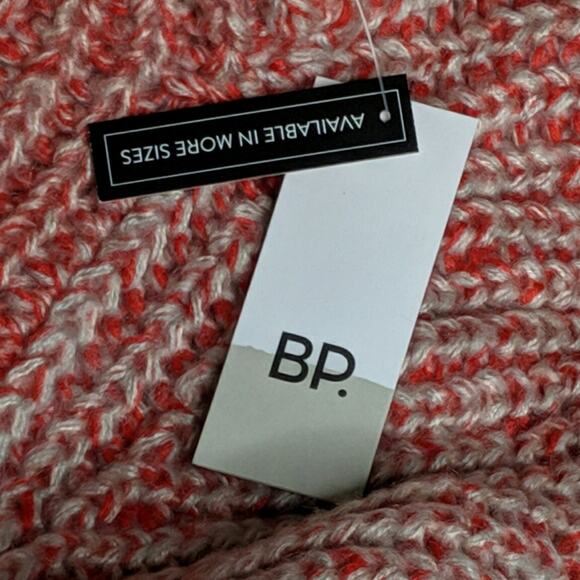 AVAILABLE IN MORE SIZES
BP.